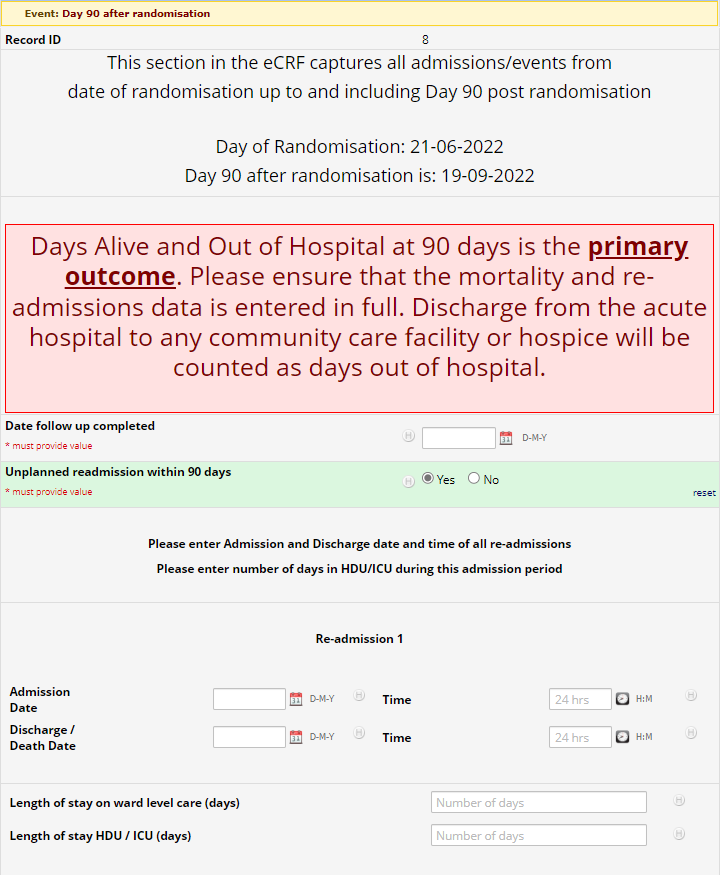 Event: Day 90 after randomisation
Record ID 8
This section in the eCRF captures all admissions/events from
date of randomisation up to and including Day 90 post randomisation
Day of Randomisation: 21-06-2022
Day 90 after randomisation is: 19-09-2022
Days Alive and Out of Hospital at 90 days is the primary
outcome. Please ensure that the mortality and re-
admissions data is entered in full. Discharge from the acute
hospital to any community care facility or hospice will be
counted as days out of hospital.
Date follow up completed
* must provide value
H 31 D-M-Y
Unplanned readmission within 90 days
* must provide value
H Yes No
reset
Please enter Admission and Discharge date and time of all re-admissions
Please enter number of days in HDU/ICU during this admission period
Re-admission 1
Admission
Date
31 D-M-Y H Time 24 hrs H:M H
Discharge /
Death Date
31 D-M-Y H Time 24 hrs H:M H
Length of stay on ward level care (days) Number of days H
Length of stay HDU / ICU (days) Number of days H